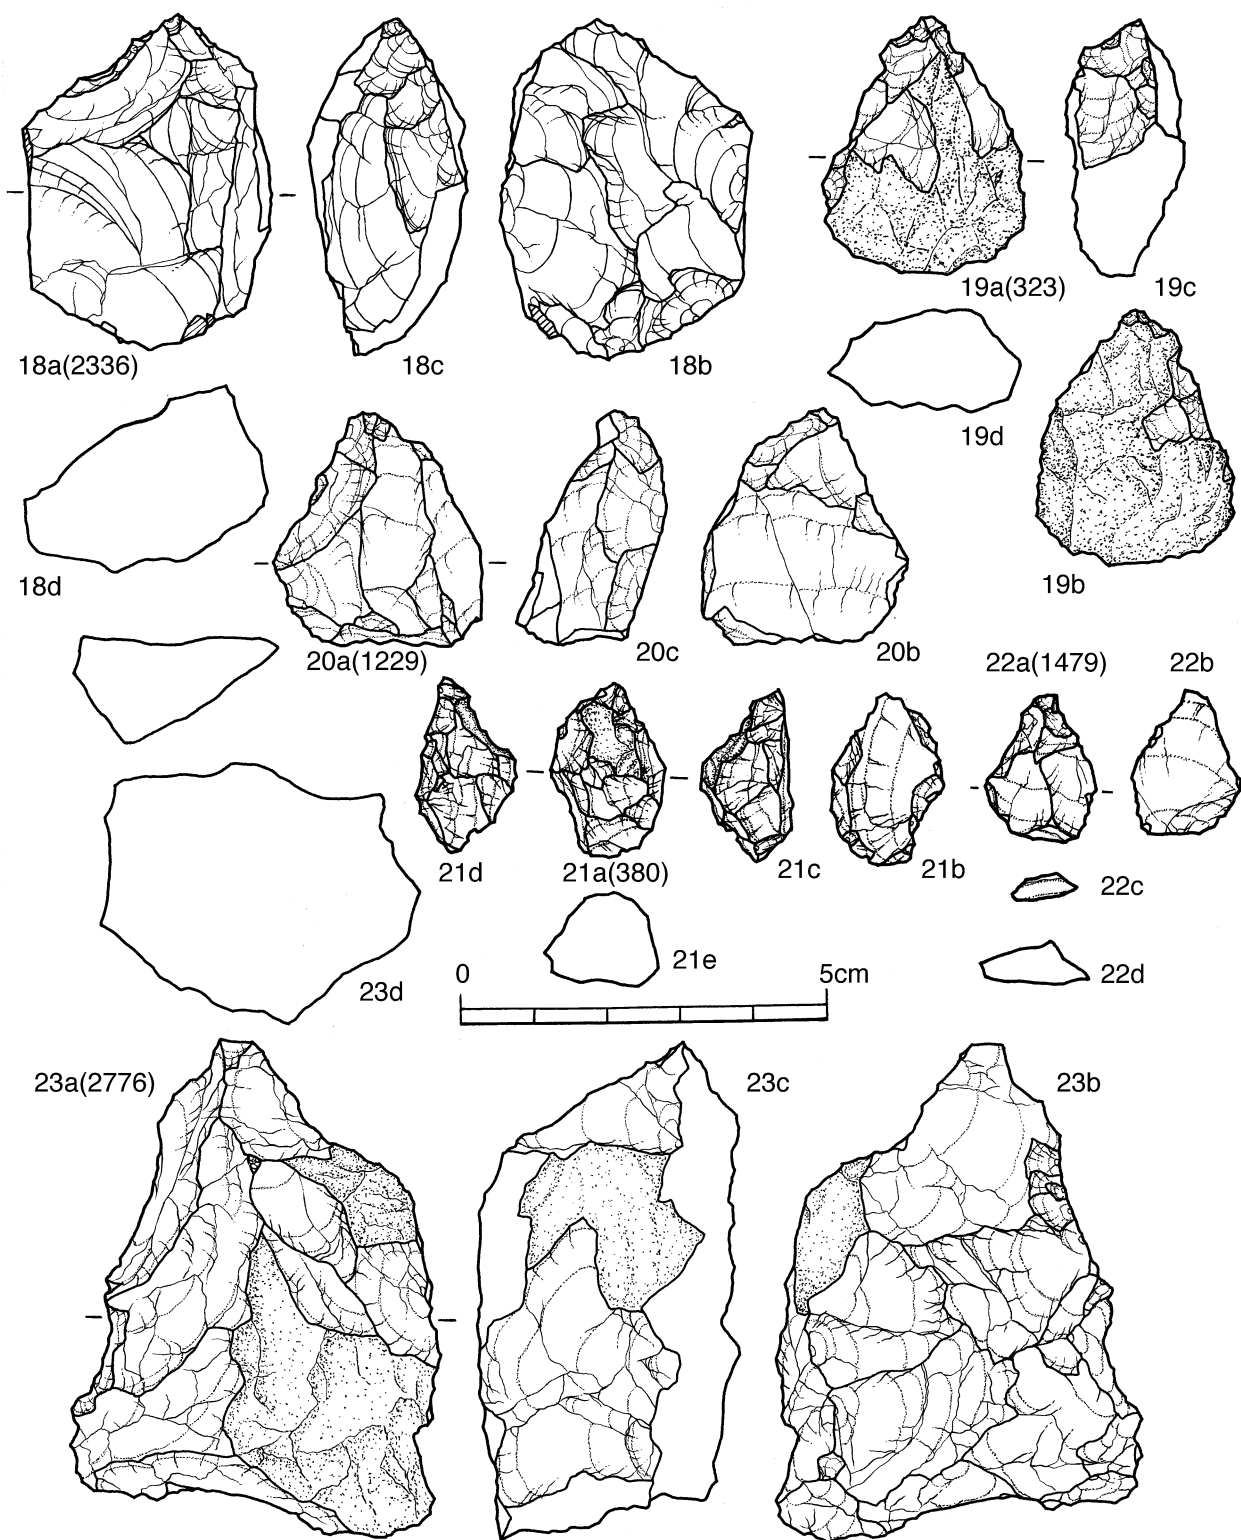 19a(323)
19c
18a(2336)
18c
18b
19d
18d
19b
20a(1229)
20c
20b
22a(1479)
22b
21d
21a(380)
21c
21b
22c
21e
22d
0
5cm
23d
23a(2776)
23c
23b